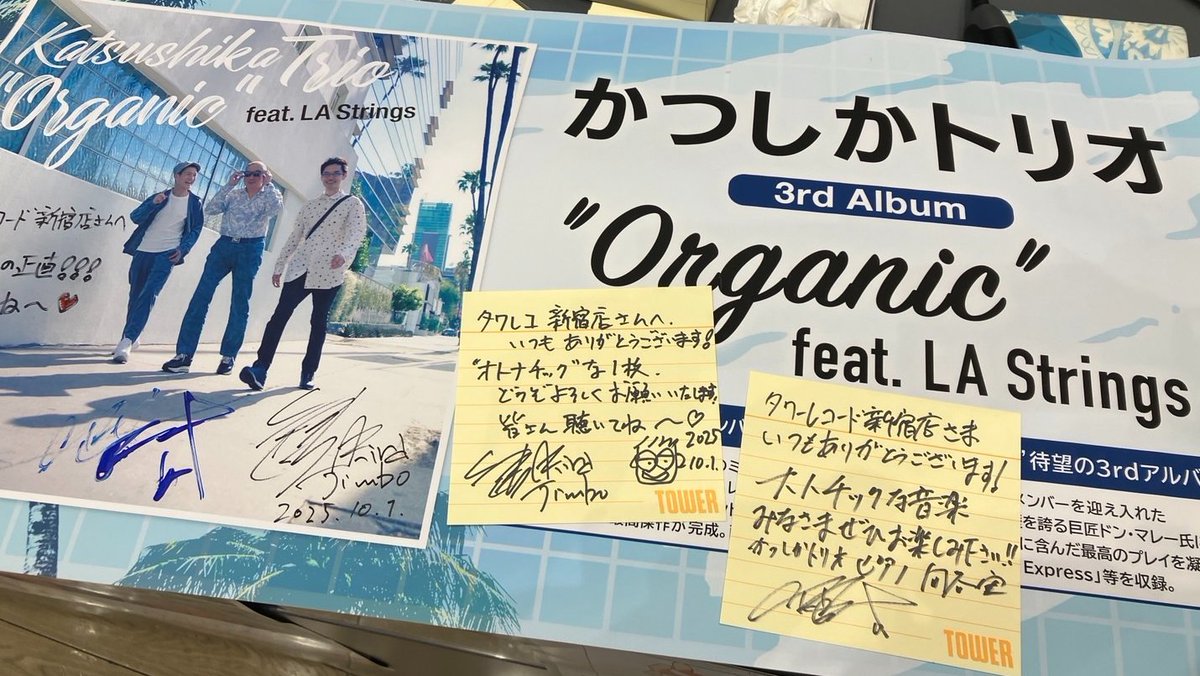 Katsushika Trio
"Organic"
feat. LA Strings
ード 新宿店さんへ
の正直!!!
ね〜♥
Akira
Jimbo
2025.10.1.
かつしかトリオ
3rd Album
"Organic"
feat. LA Strings
タワレコ 新宿店さんへ.
いつも ありがとうございます!
"オトナチック"な1枚.
どうぞよろしくお願いいたします.
皆さん 聴いてね〜♡
2025
10.1.
Akira
Jimbo
TOWER
タワーレコード新宿店さま
いつもありがとうございます!
大人チックな音楽
みなさまぜひお楽しみ下さい!!
かつしかトリオ ピアノ 向谷実
TOWER
待望の3rdアルバ
メンバーを迎え入れた
を誇る巨匠ドン・マレー氏に
に含んだ最高のプレイを凝
Express」等を収録。
傑作が完成。